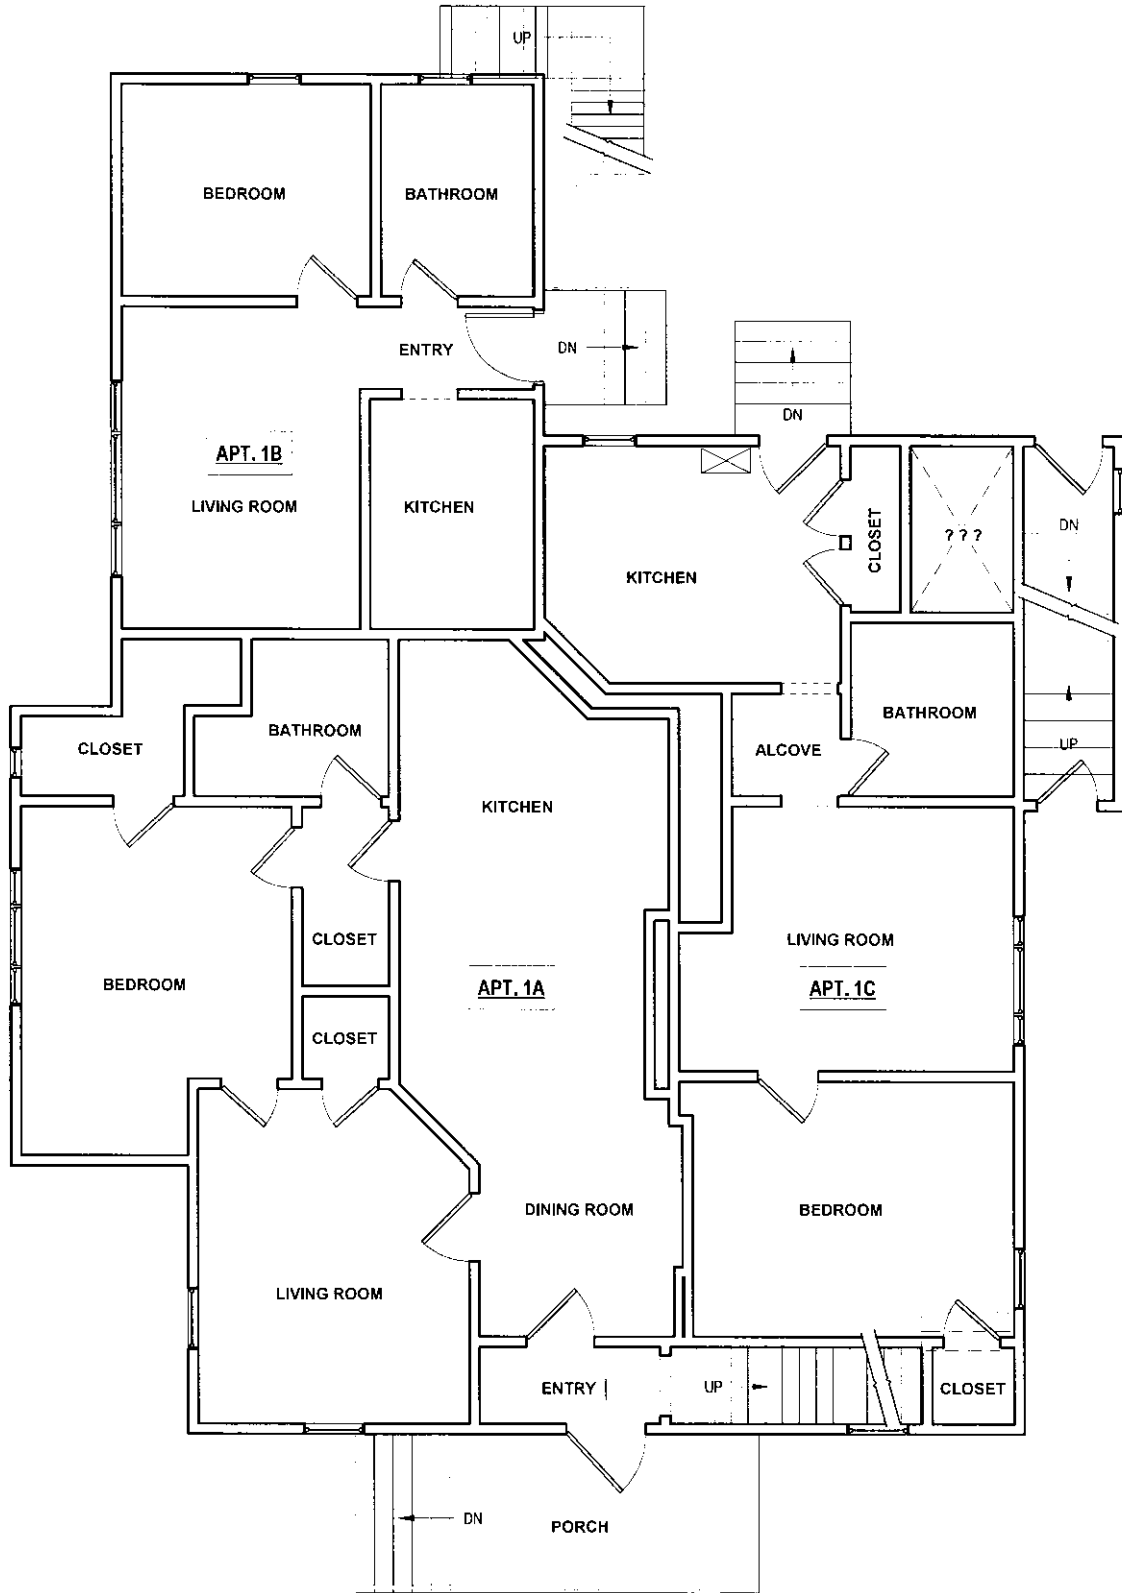 UP
BEDROOM
BATHROOM
ENTRY
DN
DN
APT. 1B
LIVING ROOM
KITCHEN
CLOSET
? ? ?
DN
KITCHEN
BATHROOM
CLOSET
BATHROOM
ALCOVE
UP
KITCHEN
CLOSET
LIVING ROOM
BEDROOM
APT. 1A
APT. 1C
CLOSET
DINING ROOM
BEDROOM
LIVING ROOM
ENTRY
UP
CLOSET
DN
PORCH